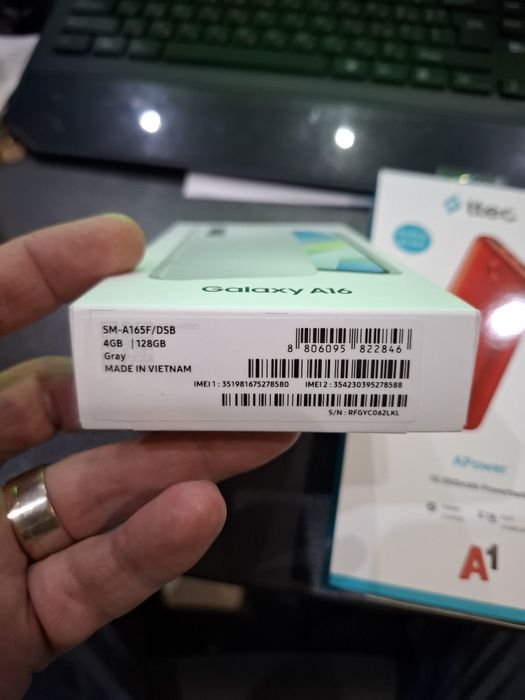 Galaxy A16
SM-A165F/DSB
4GB | 128GB
Gray
MADE IN VIETNAM
8 806095 822846
IMEI 1 : 351981675278580 IMEI 2 : 354230395278588
S/N : RFGYC062LKL
ttec
APower
A1